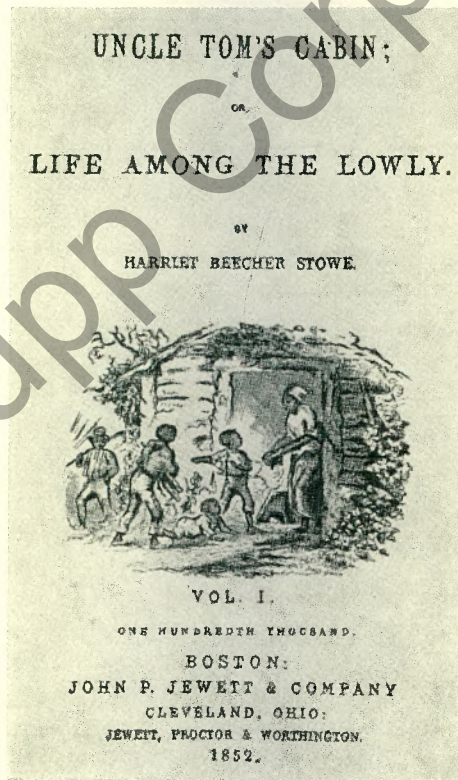 UNCLE TOM'S CABIN;
OR,
LIFE AMONG THE LOWLY.
BY
HARRIET BEECHER STOWE.
VOL. I.
ONE HUNDREDTH THOUSAND.
BOSTON:
JOHN P. JEWETT & COMPANY
CLEVELAND, OHIO:
JEWETT, PROCTOR & WORTHINGTON.
1852.